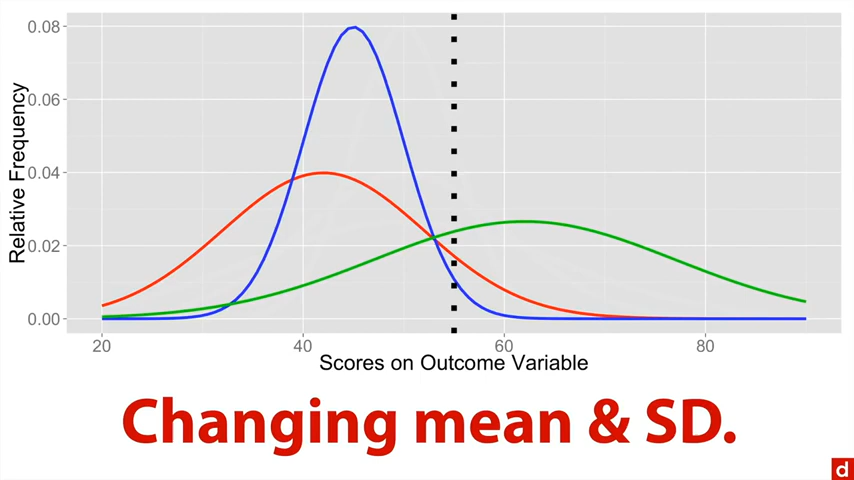 0.08
0.06
0.04
0.02
0.00
Relative Frequency
20 40 60 80
Scores on Outcome Variable
Changing mean & SD.
d